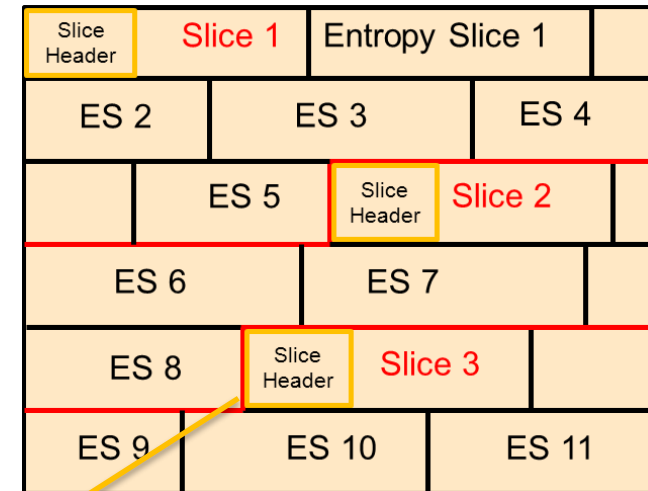 Slice
Header
Slice 1
Entropy Slice 1
ES 2
ES 3
ES 4
ES 5
Slice
Header
Slice 2
ES 6
ES 7
ES 8
Slice
Header
Slice 3
ES 9
ES 10
ES 11